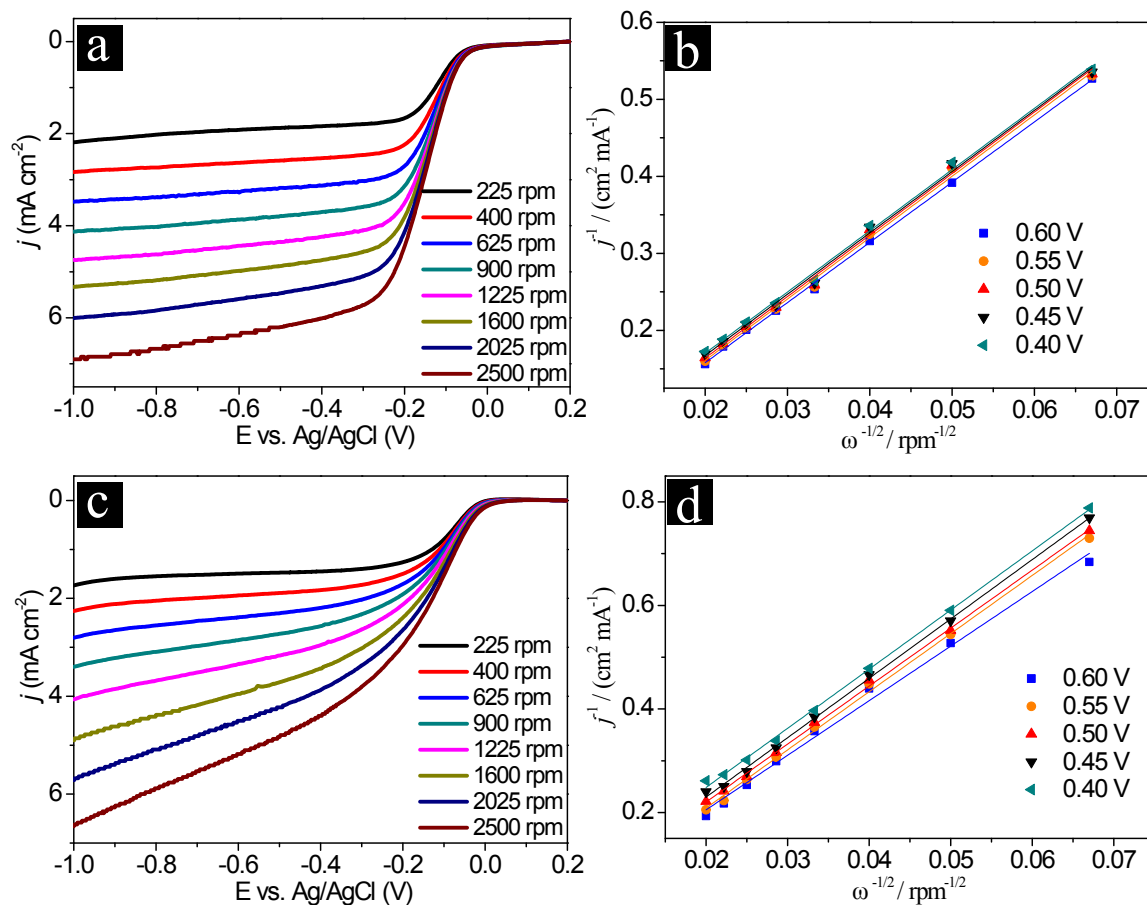 a
0
2
4
6
j (mA cm-2)
225 rpm
400 rpm
625 rpm
900 rpm
1225 rpm
1600 rpm
2025 rpm
2500 rpm
-1.0 -0.8 -0.6 -0.4 -0.2 0.0 0.2
E vs. Ag/AgCl (V)
b
0.6
0.5
0.4
0.3
0.2
j-1 / (cm2 mA-1)
0.60 V
0.55 V
0.50 V
0.45 V
0.40 V
0.02 0.03 0.04 0.05 0.06 0.07
ω-1/2 / rpm-1/2
c
0
2
4
6
j (mA cm-2)
225 rpm
400 rpm
625 rpm
900 rpm
1225 rpm
1600 rpm
2025 rpm
2500 rpm
-1.0 -0.8 -0.6 -0.4 -0.2 0.0 0.2
E vs. Ag/AgCl (V)
d
0.8
0.6
0.4
0.2
j-1 / (cm2 mA-1)
0.60 V
0.55 V
0.50 V
0.45 V
0.40 V
0.02 0.03 0.04 0.05 0.06 0.07
ω-1/2 / rpm-1/2